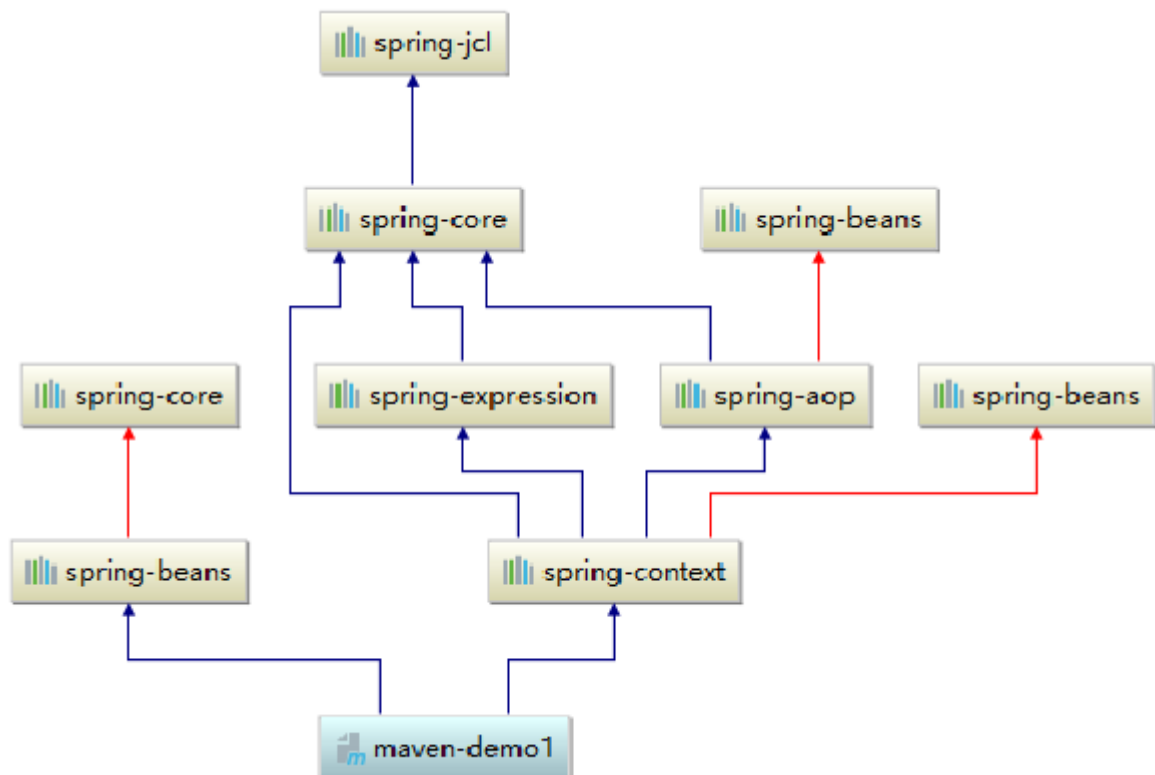 spring-jcl
spring-core
spring-beans
spring-core
spring-expression
spring-aop
spring-beans
spring-beans
spring-context
m maven-demo1